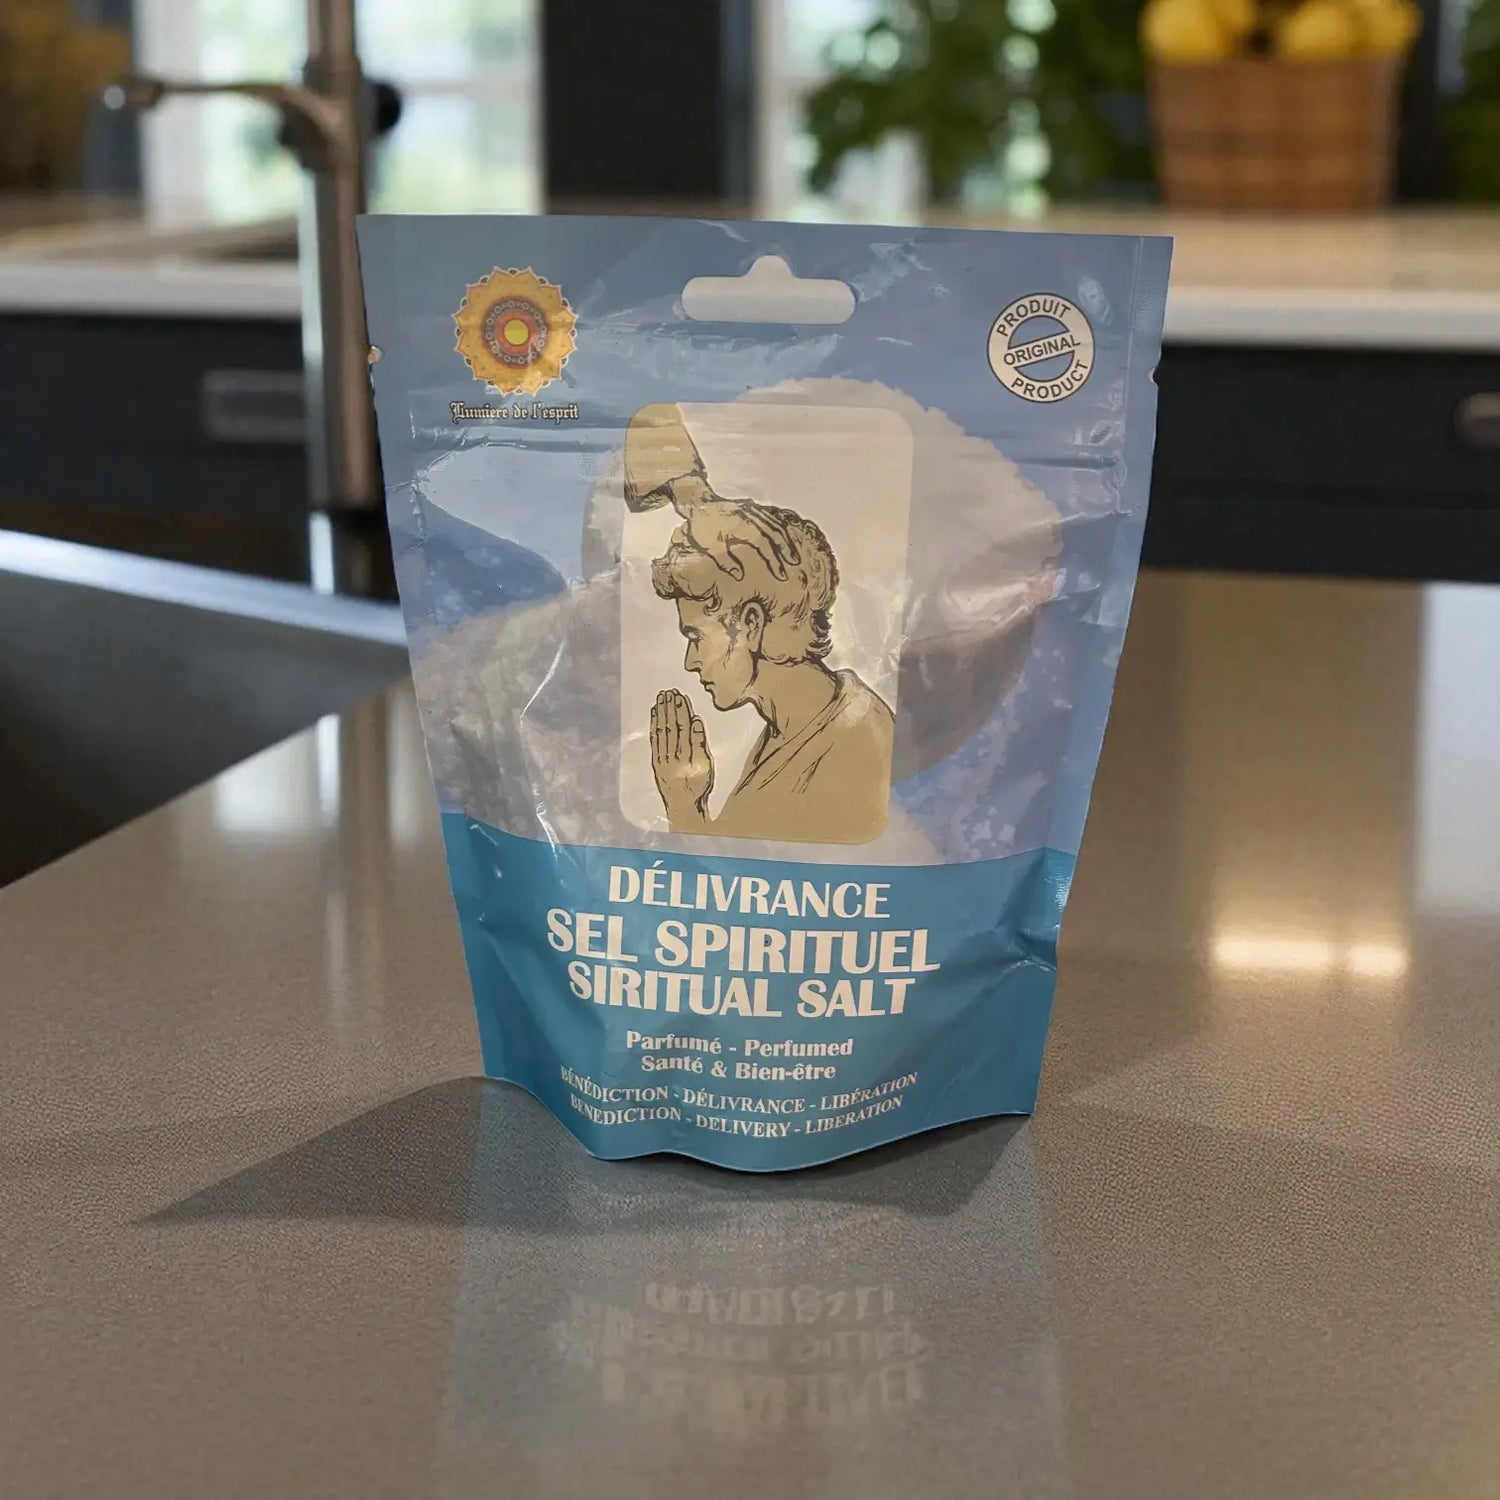 Lumiere de l'esprit
PRODUIT
ORIGINAL
PRODUCT
DÉLIVRANCE
SEL SPIRITUEL
SIRITUAL SALT
Parfumé - Perfumed
Santé & Bien-être
BÉNÉDICTION - DÉLIVRANCE - LIBÉRATION
BENEDICTION - DELIVERY - LIBERATION